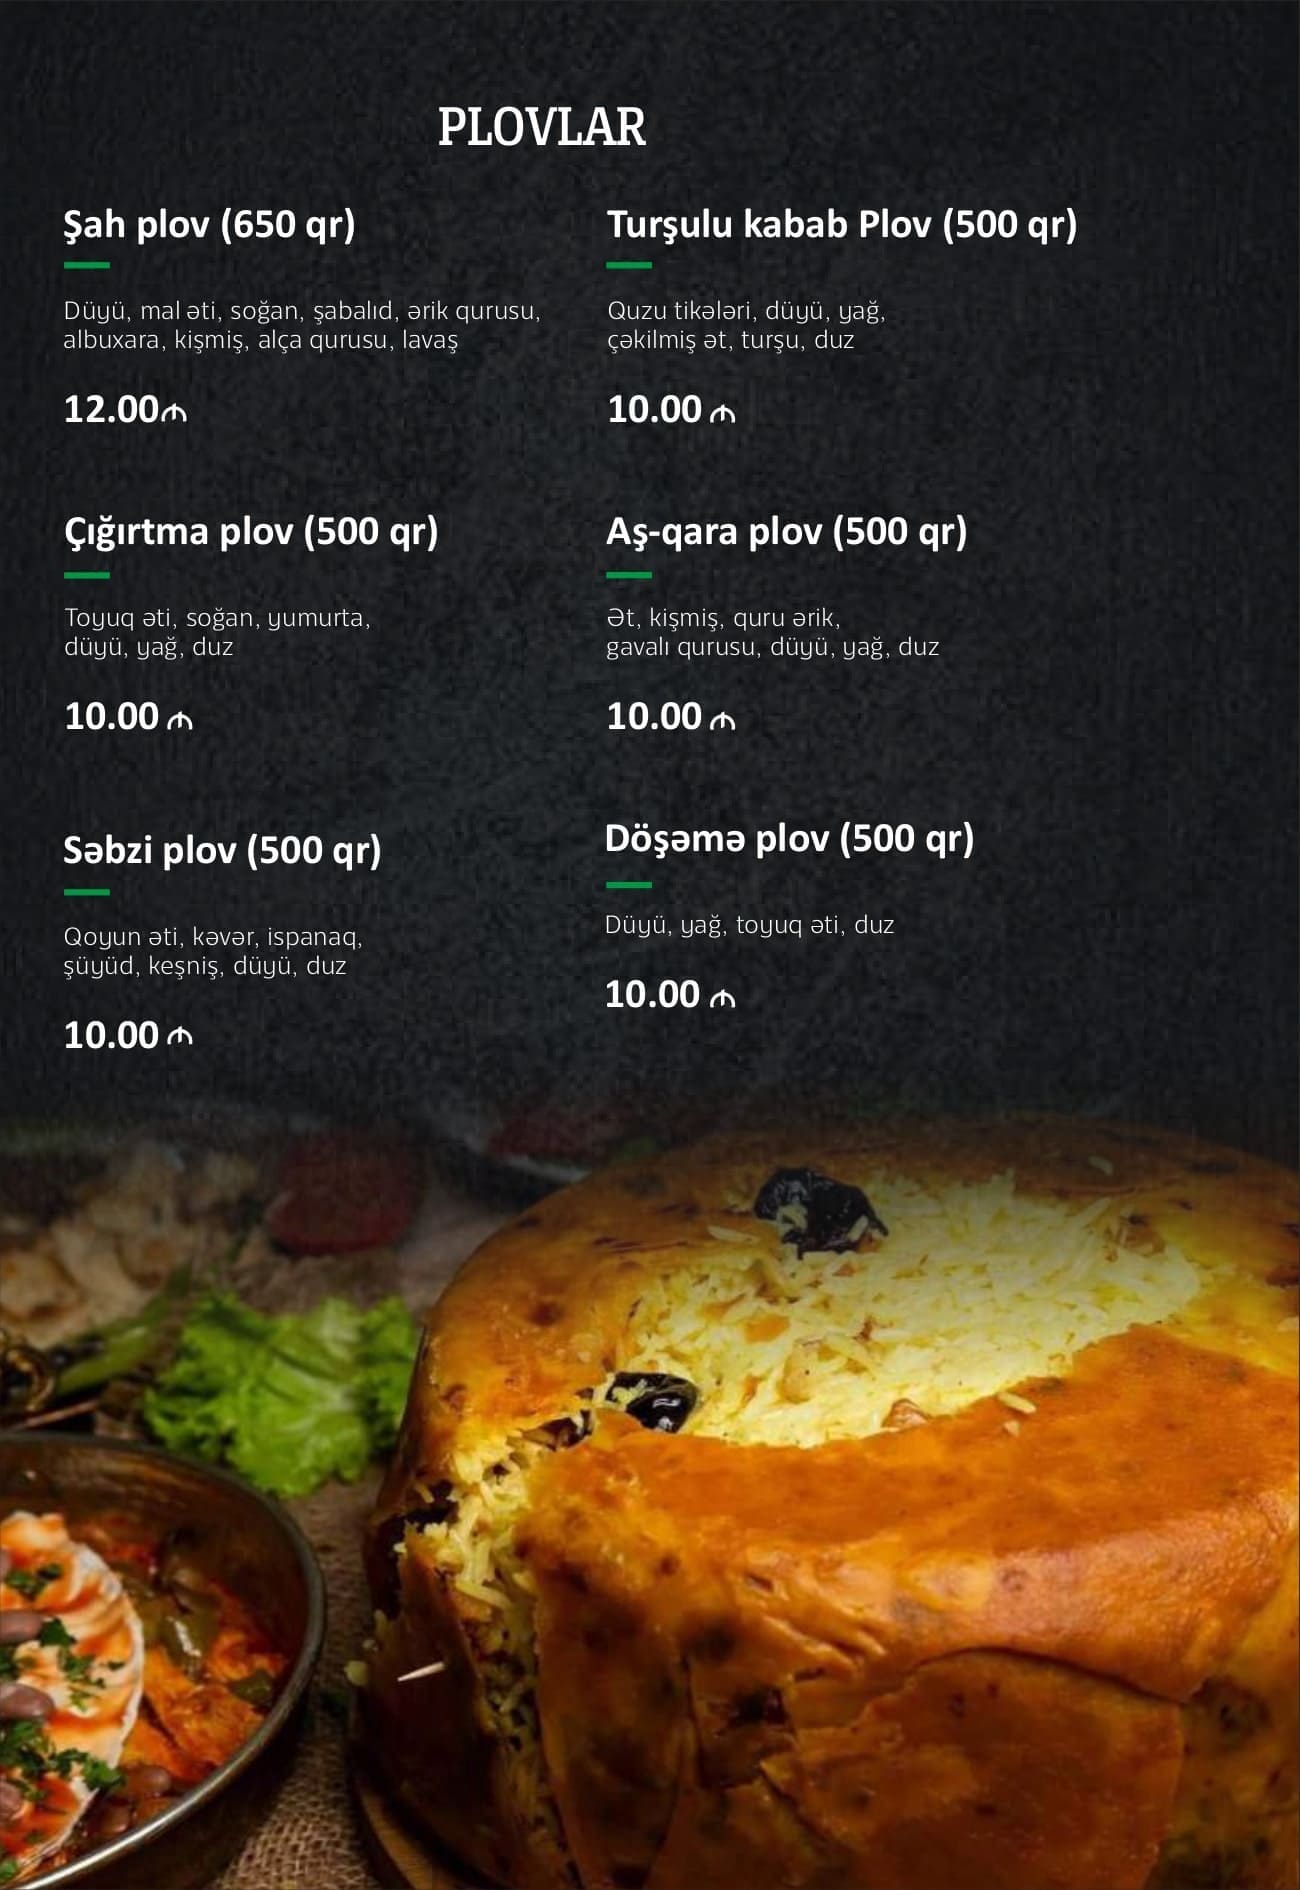 PLOVLAR
Şah plov (650 qr)
Düyü, mal əti, soğan, şabalıd, ərik qurusu,
albuxara, kişmiş, alça qurusu, lavaş
12.00₼
Turşulu kabab Plov (500 qr)
Quzu tikələri, düyü, yağ,
çəkilmiş ət, turşu, duz
10.00 ₼
Çığırtma plov (500 qr)
Toyuq əti, soğan, yumurta,
düyü, yağ, duz
10.00 ₼
Aş-qara plov (500 qr)
Ət, kişmiş, quru ərik,
gavalı qurusu, düyü, yağ, duz
10.00 ₼
Səbzi plov (500 qr)
Qoyun əti, kəvər, ispanaq,
şüyüd, keşniş, düyü, duz
10.00 ₼
Döşəmə plov (500 qr)
Düyü, yağ, toyuq əti, duz
10.00 ₼